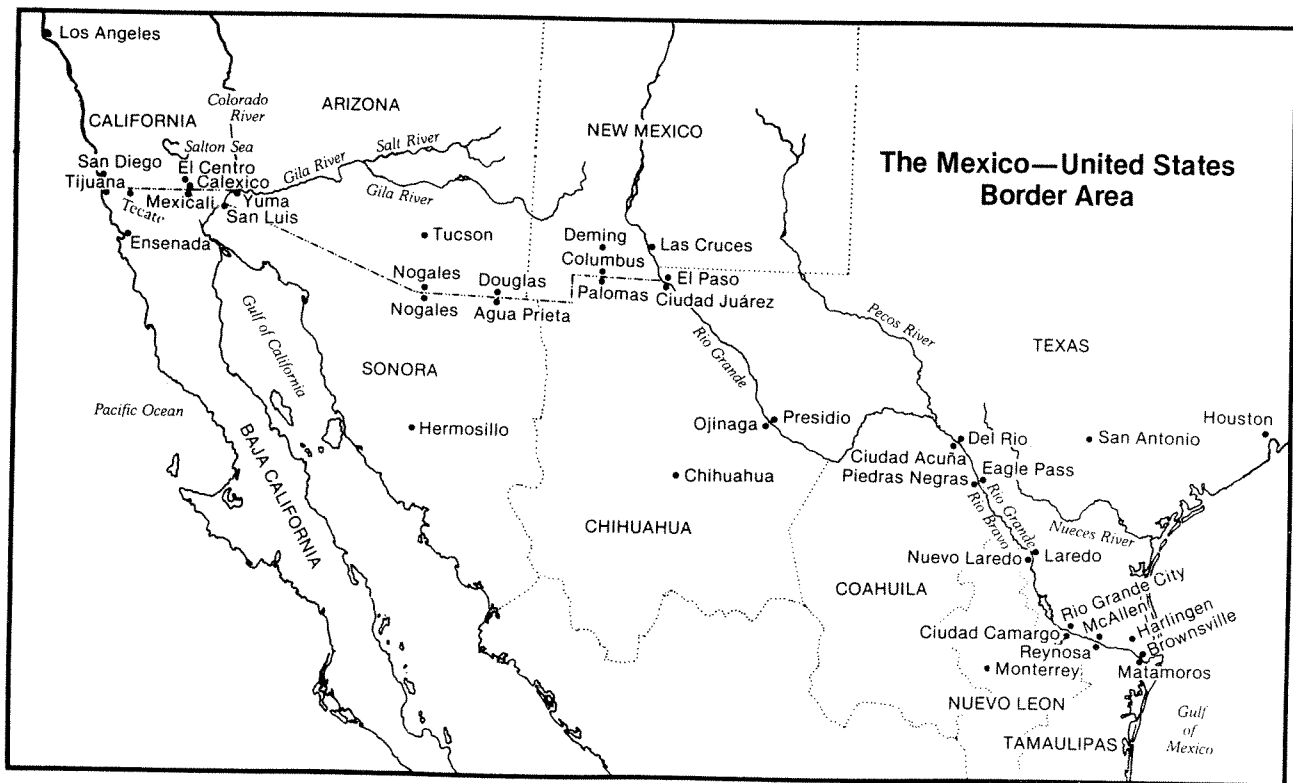 Los Angeles
Colorado
River
ARIZONA
CALIFORNIA
NEW MEXICO
Salton Sea
Salt River
The Mexico—United States
Border Area
San Diego
El Centro
Gila River
Tijuana
Calexico
Gila River
Tecate
Mexicali
Yuma
San Luis
Ensenada
Tucson
Deming
Las Cruces
Columbus
Nogales
Douglas
El Paso
Palomas
Ciudad Juárez
Nogales
Agua Prieta
Gulf of California
Rio Grande
Pecos River
TEXAS
SONORA
Pacific Ocean
Hermosillo
BAJA CALIFORNIA
Ojinaga
Presidio
Houston
Del Rio
San Antonio
Ciudad Acuña
Chihuahua
Piedras Negras
Eagle Pass
CHIHUAHUA
Rio Grande
Rio Bravo
Nueces River
Nuevo Laredo
Laredo
COAHUILA
Rio Grande City
McAllen
Harlingen
Ciudad Camargo
Reynosa
Brownsville
Monterrey
Matamoros
NUEVO LEON
Gulf
of
Mexico
TAMAULIPAS